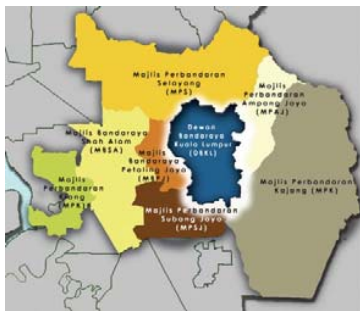 Majlis Perbandaran
Selayang
(MPS)
Majlis
Perbandaran
Ampang Jaya
(MPAJ)
Dewan
Bandaraya
Kuala Lumpur
(DBKL)
Majlis Bandaraya
Shah Alam
(MBSA)
Majlis
Bandaraya
Petaling Jaya
(MBPJ)
Majlis
Perbandaran
Klang
(MPK)
Majlis Perbandaran
Kajang (MPK)
Majlis Perbandaran
Subang Jaya
(MPSJ)